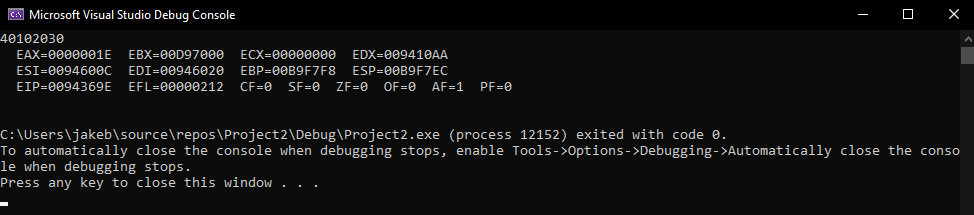 Microsoft Visual Studio Debug Console
40102030
  EAX=0000001E  EBX=00D97000  ECX=00000000  EDX=009410AA
  ESI=0094600C  EDI=00946020  EBP=00B9F7F8  ESP=00B9F7EC
  EIP=0094369E  EFL=00000212  CF=0  SF=0  ZF=0  OF=0  AF=1  PF=0
C:\Users\jakeb\source\repos\Project2\Debug\Project2.exe (process 12152) exited with code 0.
To automatically close the console when debugging stops, enable Tools->Options->Debugging->Automatically close the conso
le when debugging stops.
Press any key to close this window . . .